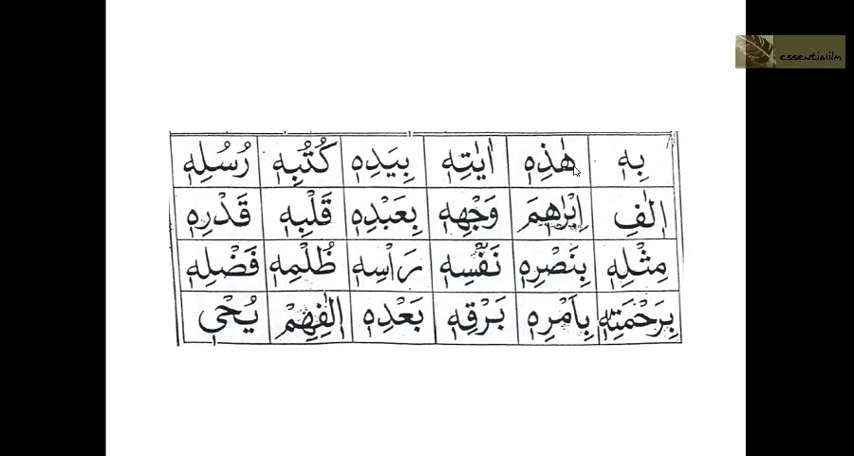 essentialilm
بِهٖ هٰذِهٖ اٰيٰتِهٖ بِيَدِهٖ كُتُبِهٖ رُسُلِهٖ
اٖلٰفِ اِبْرٰهٖمَ وَجْهِهٖ بِعَبْدِهٖ قَلْبِهٖ قَدْرِهٖ
مِثْلِهٖ بِنَصْرِهٖ نَفْسِهٖ رَاْسِهٖ ظُلْمِهٖ فَضْلِهٖ
بِرَحْمَتِهٖ بِاَمْرِهٖ بَرْقِهٖ بَعْدِهٖ اٖلٰفِهِمْ يُحْيٖ